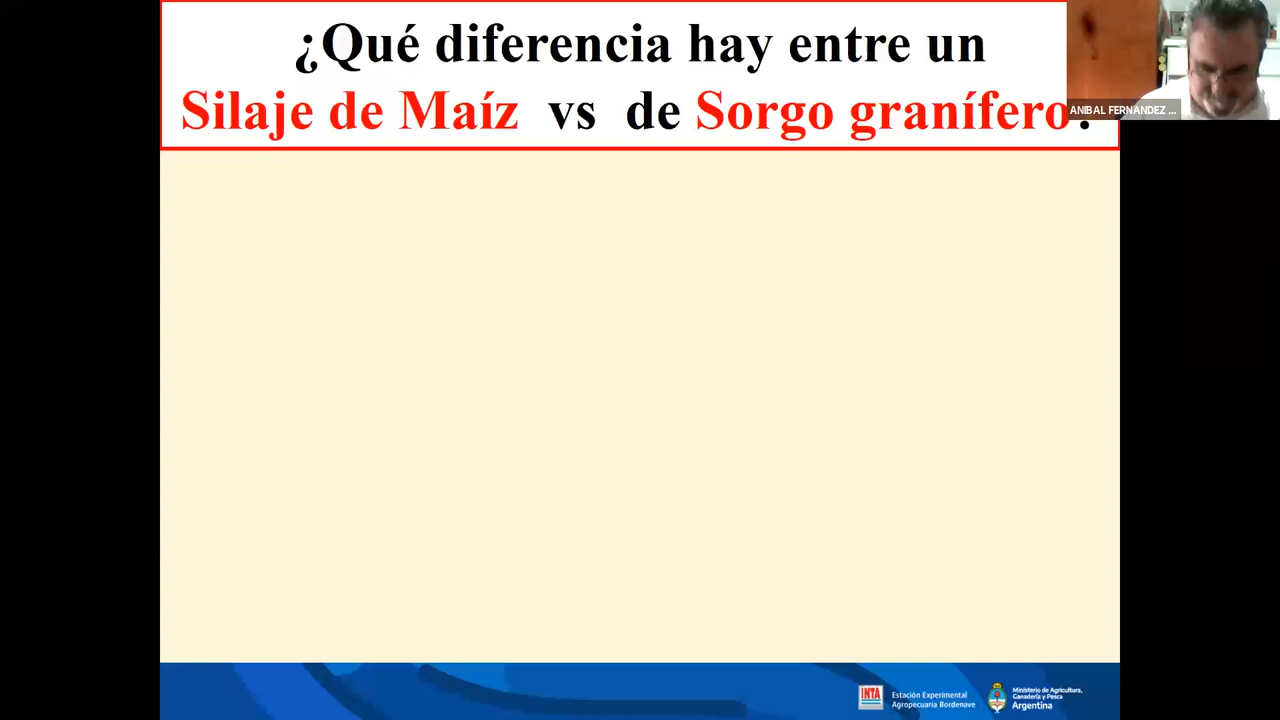 ¿Qué diferencia hay entre un
Silaje de Maíz vs de Sorgo granífero?
ANIBAL FERNANDEZ ...
INTA
Estación Experimental
Agropecuaria Bordenave
Ministerio de Agricultura,
Ganadería y Pesca
Argentina